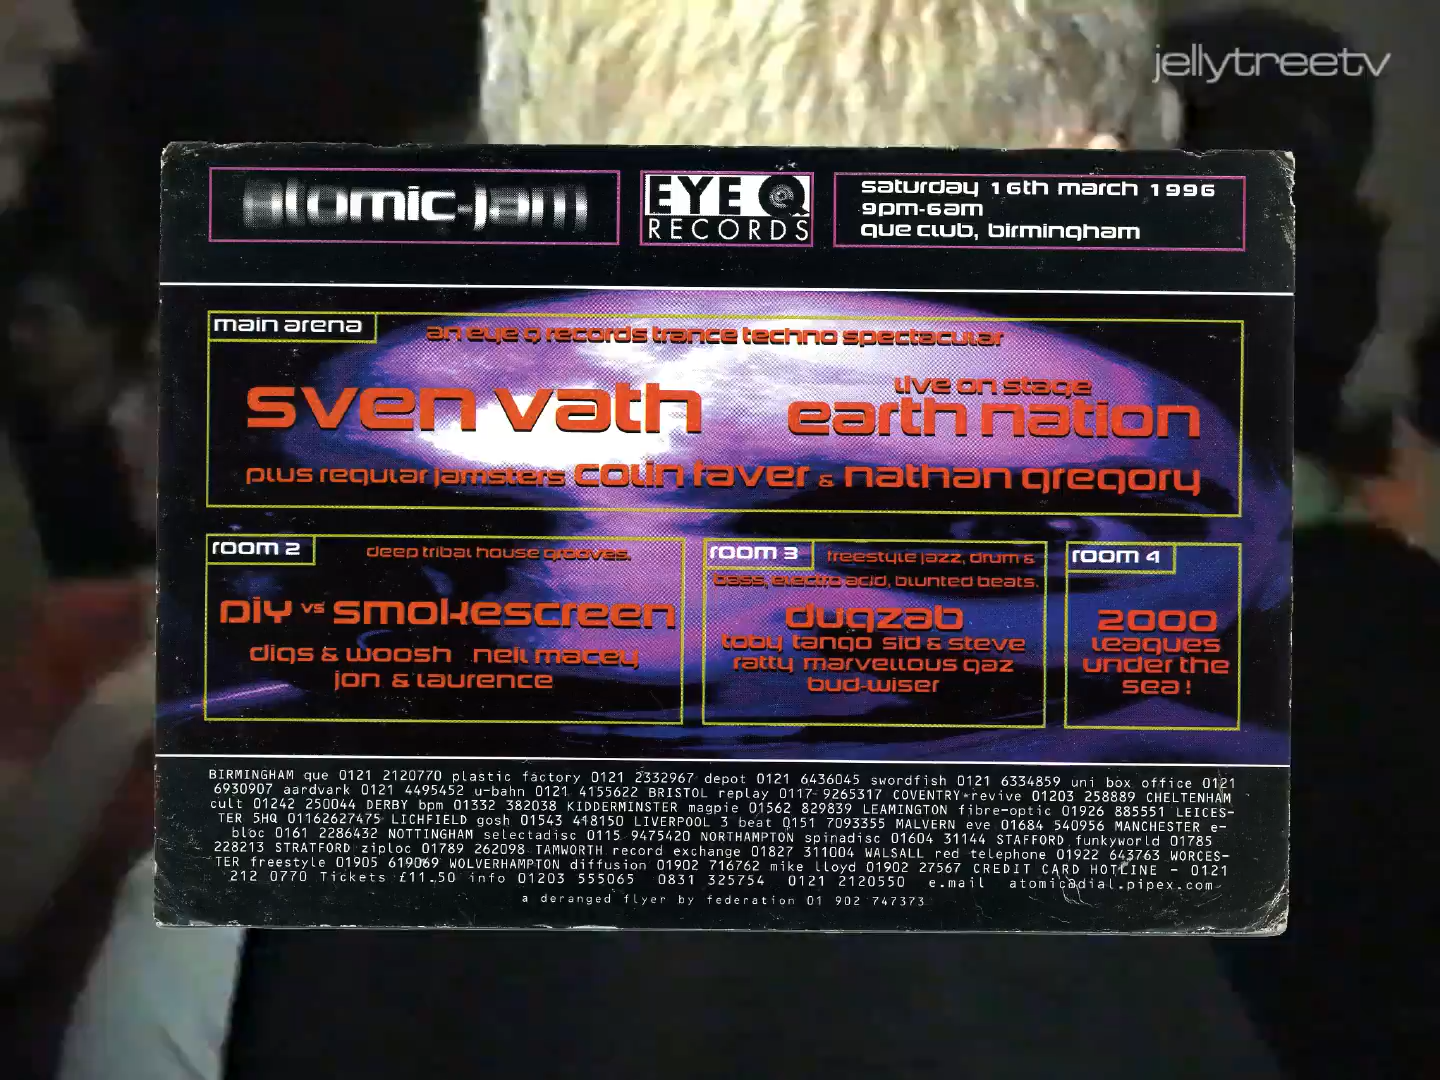 jellytreetv
atomic-jam
EYE Q
RECORDS
saturday 16th march 1996
9pm-6am
que club, birmingham
main arena
an eye Q records trance techno spectacular
sven vath
live on stage
earth nation
plus regular jamsters colin faver & nathan gregory
room 2
deep tribal house grooves.
DiY vs smokescreen
digs & woosh neil macey
jon & laurence
room 3
freestyle jazz, drum &
bass, electro acid, blunted beats.
dugzab
toby tango sid & steve
ratty marvellous gaz
bud-wiser
room 4
2000
leagues
under the
sea!
BIRMINGHAM que 0121 2120770 plastic factory 0121 2332967 depot 0121 6436045 swordfish 0121 6334859 uni box office 0121
6930907 aardvark 0121 4495452 u-bahn 0121 4155622 BRISTOL replay 0117-9265317 COVENTRY revive 01203 258889 CHELTENHAM
cult 01242 250044 DERBY bpm 01332 382038 KIDDERMINSTER magpie 01562 829839 LEAMINGTON fibre-optic 01926 885551 LEICES-
TER 5HQ 01162627475 LICHFIELD gosh 01543 418150 LIVERPOOL 3 beat 0151 7093355 MALVERN eve 01684 540956 MANCHESTER e-
bloc 0161 2286432 NOTTINGHAM selectadisc 0115 9475420 NORTHAMPTON spinadisc 01604 31144 STAFFORD funkyworld 01785
228213 STRATFORD ziploc 01789 262098 TAMWORTH record exchange 01827 311004 WALSALL red telephone 01922 643763 WORCES-
TER freestyle 01905 619069 WOLVERHAMPTON diffusion 01902 716762 mike lloyd 01902 27567 CREDIT CARD HOTLINE - 0121
212 0770 Tickets £11.50 info 01203 555065 0831 325754 0121 2120550 e.mail atomic@dial.pipex.com
a deranged flyer by federation 01 902 747373